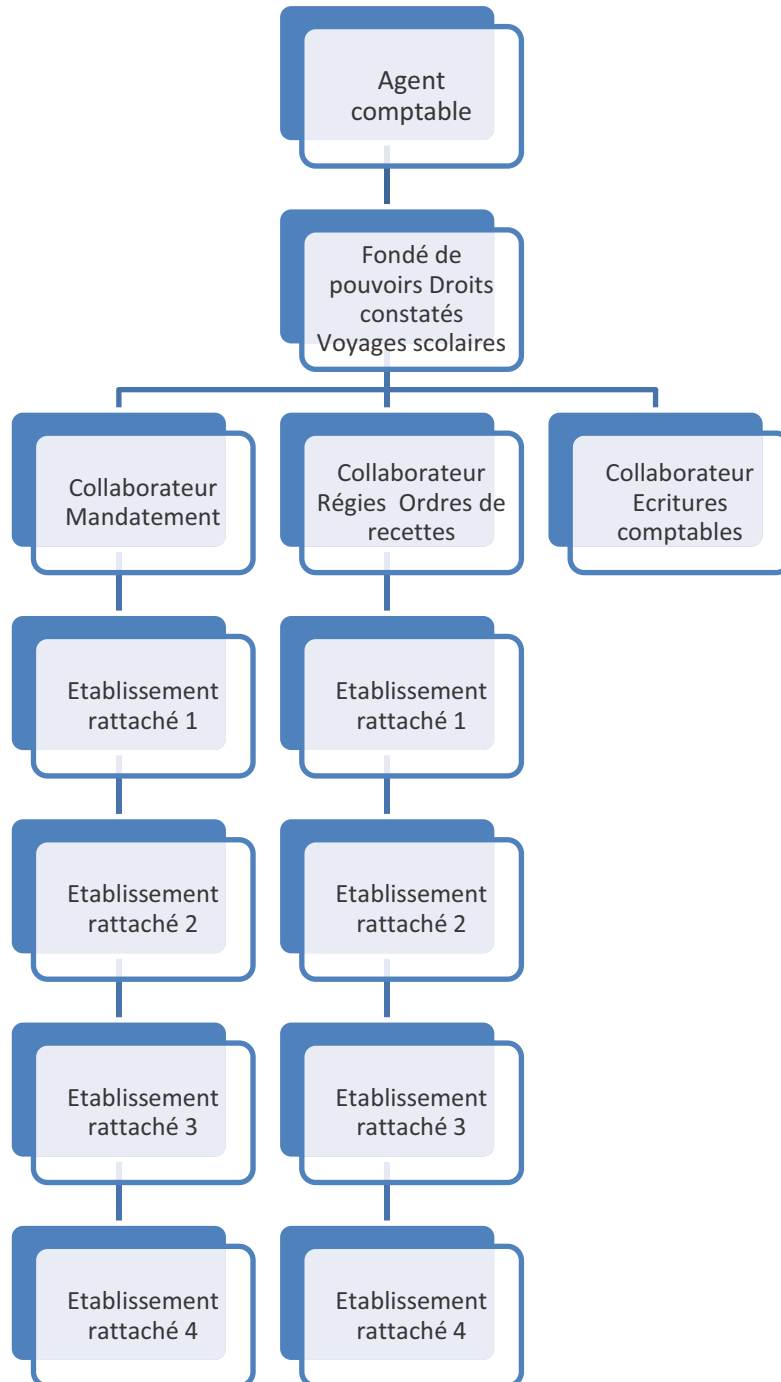 Agent
comptable
Fondé de
pouvoirs Droits
constatés
Voyages scolaires
Collaborateur
Mandatement
Collaborateur
Régies Ordres de
recettes
Collaborateur
Ecritures
comptables
Etablissement
rattaché 1
Etablissement
rattaché 1
Etablissement
rattaché 2
Etablissement
rattaché 2
Etablissement
rattaché 3
Etablissement
rattaché 3
Etablissement
rattaché 4
Etablissement
rattaché 4